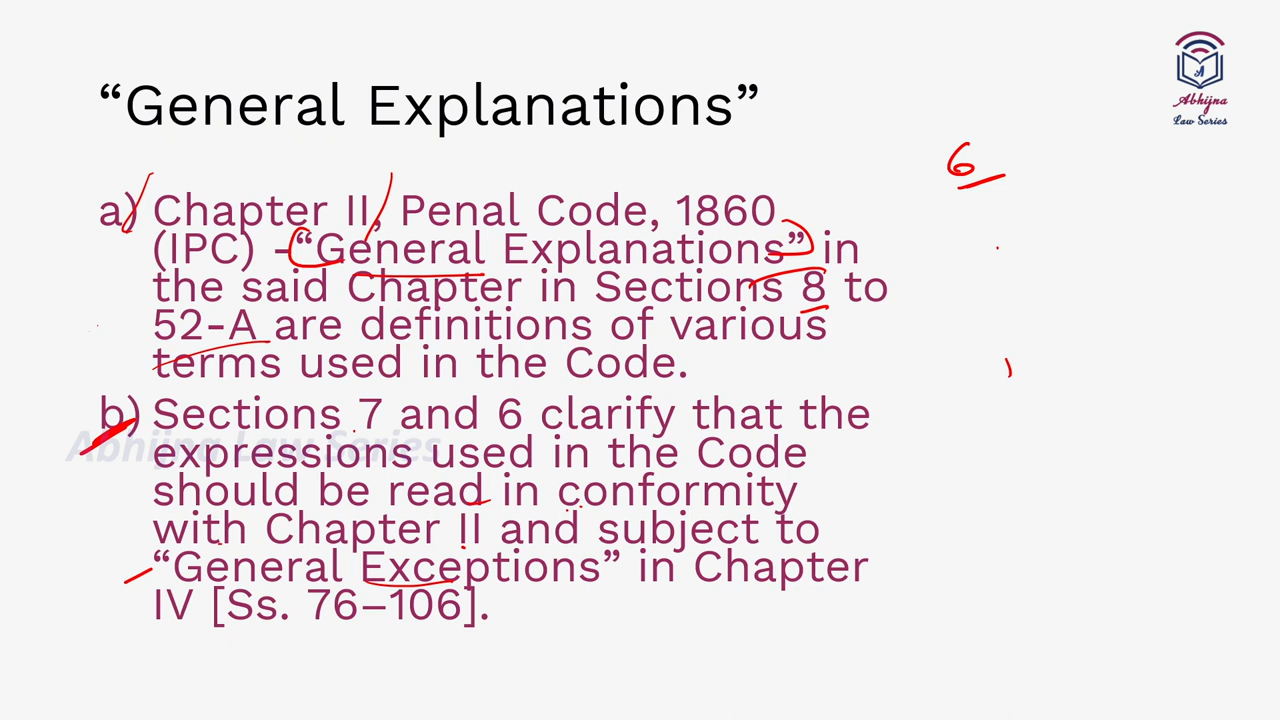 “General Explanations”
Abhijna
Law Series
6
a) Chapter II, Penal Code, 1860
(IPC) -“General Explanations” in
the said Chapter in Sections 8 to
52-A are definitions of various
terms used in the Code.
b) Sections 7 and 6 clarify that the
Abhijna Law Series
expressions used in the Code
should be read in conformity
with Chapter II and subject to
“General Exceptions” in Chapter
IV [Ss. 76–106].